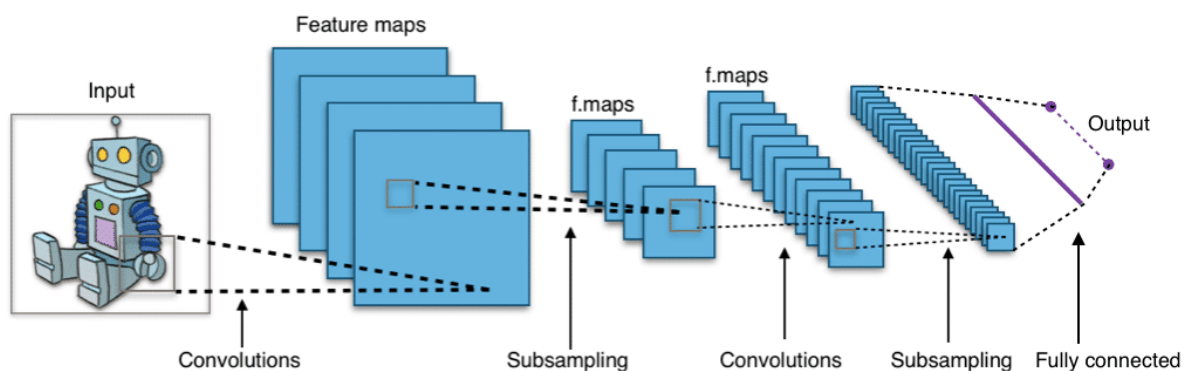 Feature maps
Input
f.maps
f.maps
Output
Convolutions
Subsampling
Convolutions
Subsampling
Fully connected